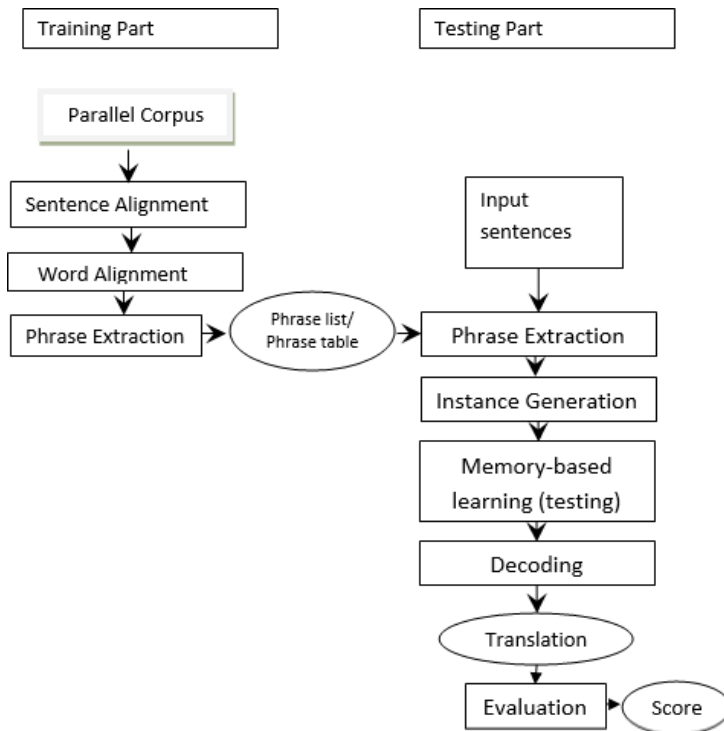 Training Part
Testing Part
Parallel Corpus
Sentence Alignment
Word Alignment
Phrase Extraction
Phrase list/
Phrase table
Input
sentences
Phrase Extraction
Instance Generation
Memory-based
learning (testing)
Decoding
Translation
Evaluation
Score